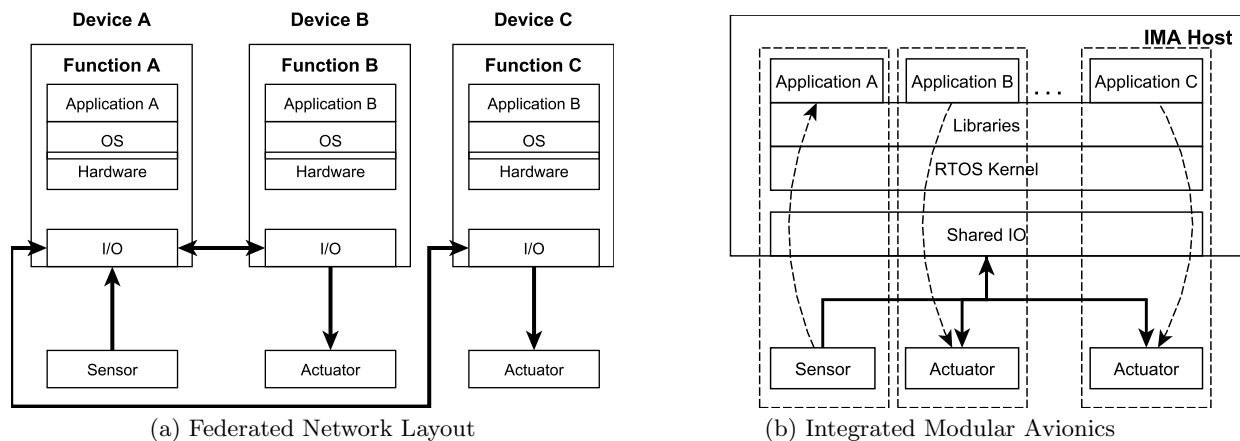 Device A
Device B
Device C
Function A
Function B
Function C
Application A
Application B
Application B
OS
OS
OS
Hardware
Hardware
Hardware
I/O
I/O
I/O
Sensor
Actuator
Actuator
(a) Federated Network Layout
IMA Host
Application A
Application B
. . .
Application C
Libraries
RTOS Kernel
Shared IO
Sensor
Actuator
Actuator
(b) Integrated Modular Avionics